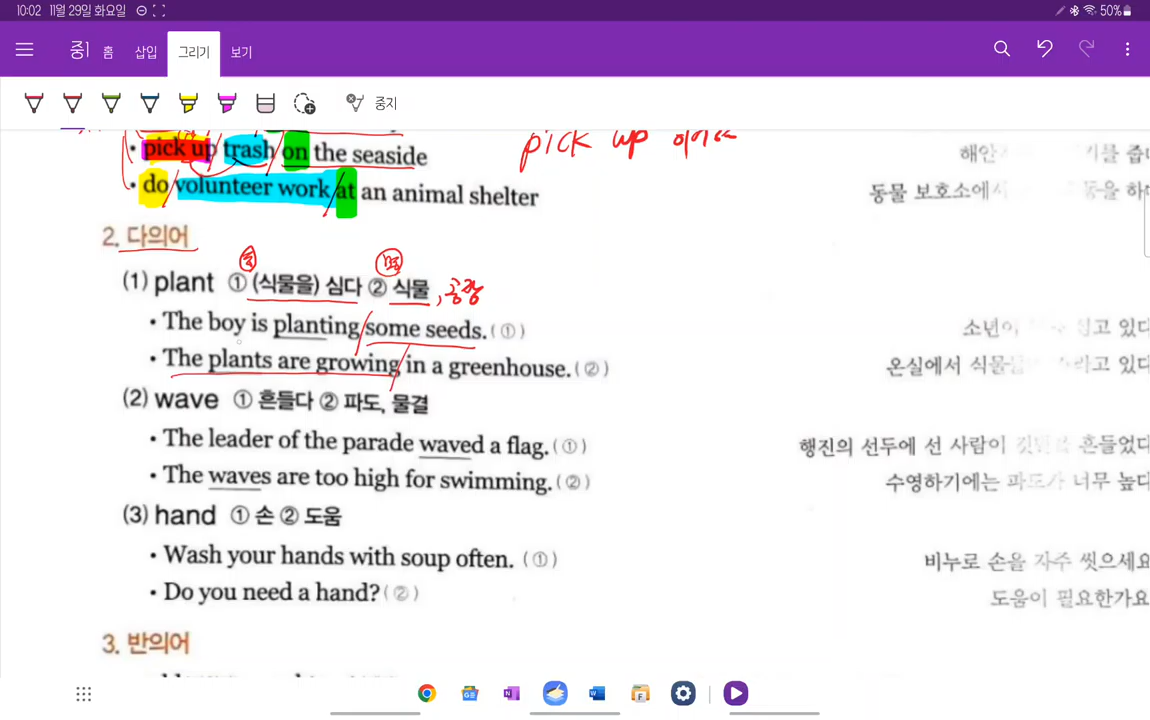 10:02 11월 29일 화요일 50%
중1 홈 삽입 그리기 보기
중지
• pick up trash on the seaside
pick up
해안
• do volunteer work at an animal shelter
동물 보호소에서
2. 다의어
동 명
(1) plant ① (식물을) 심다 ② 식물, 공장
• The boy is planting some seeds. (①)
소년이 고 있다
• The plants are growing in a greenhouse. (②)
온실에서 식물
(2) wave ① 흔들다 ② 파도, 물결
• The leader of the parade waved a flag. (①)
행진의 선두에 선 사람이 흔들었다
• The waves are too high for swimming. (②)
수영하기에는 파도가 너무 높다
(3) hand ① 손 ② 도움
• Wash your hands with soup often. (①)
비누로 손을 자주 씻으세요
• Do you need a hand? (②)
도움이 필요한가요
3. 반의어